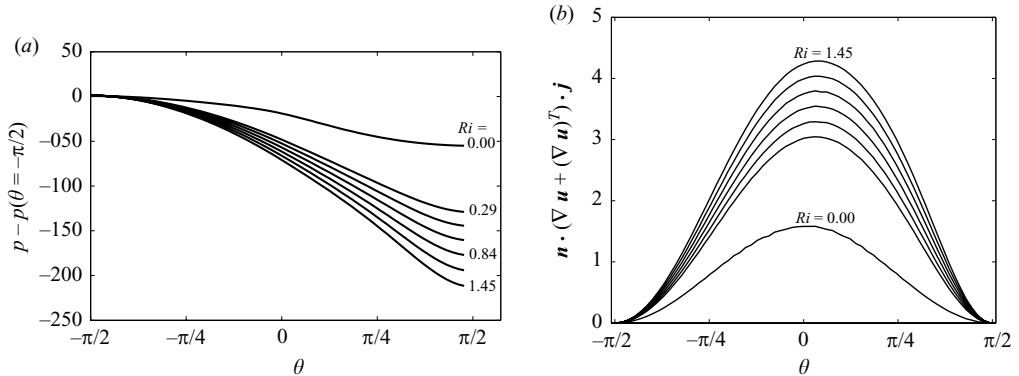 (a)
50
0
−050
−100
−150
−200
−250
p – p(θ = –π/2)
Ri =
0.00
0.29
0.84
1.45
–π/2
–π/4
0
π/4
π/2
θ
(b)
5
4
3
2
1
0
n · (∇ u + (∇ u)^T) · j
Ri = 1.45
Ri = 0.00
–π/2
–π/4
0
π/4
π/2
θ